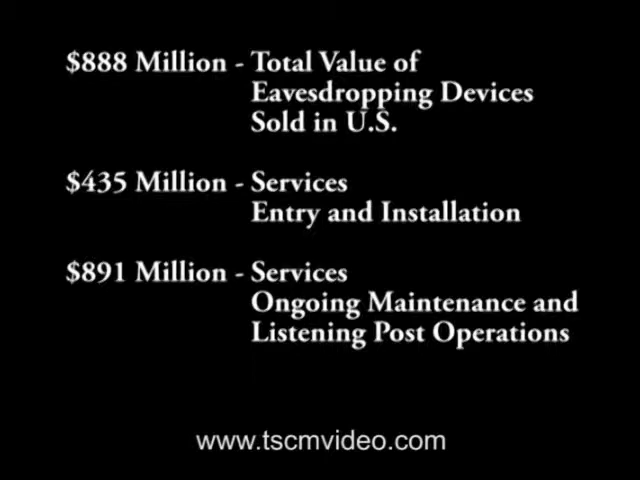 $888 Million - Total Value of
Eavesdropping Devices
Sold in U.S.
$435 Million - Services
Entry and Installation
$891 Million - Services
Ongoing Maintenance and
Listening Post Operations
www.tscmvideo.com